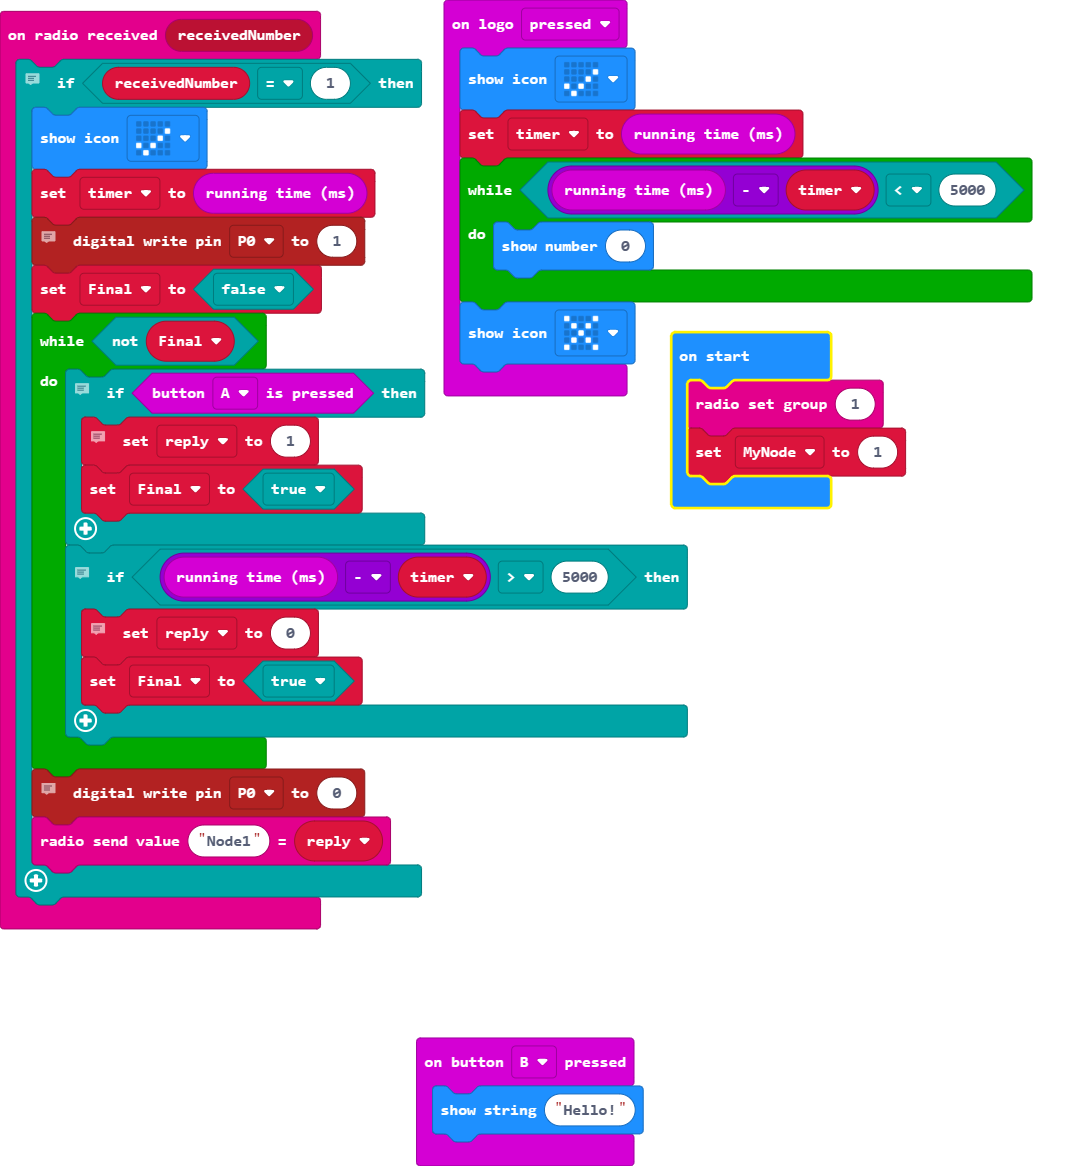 on radio received receivedNumber
if receivedNumber = 1 then
show icon
set timer to running time (ms)
digital write pin P0 to 1
set Final to false
while not Final
do
if button A is pressed then
set reply to 1
set Final to true
if running time (ms) - timer > 5000 then
set reply to 0
set Final to true
digital write pin P0 to 0
radio send value "Node1" = reply
on logo pressed
show icon
set timer to running time (ms)
while running time (ms) - timer < 5000
do show number 0
show icon
on start
radio set group 1
set MyNode to 1
on button B pressed
show string "Hello!"